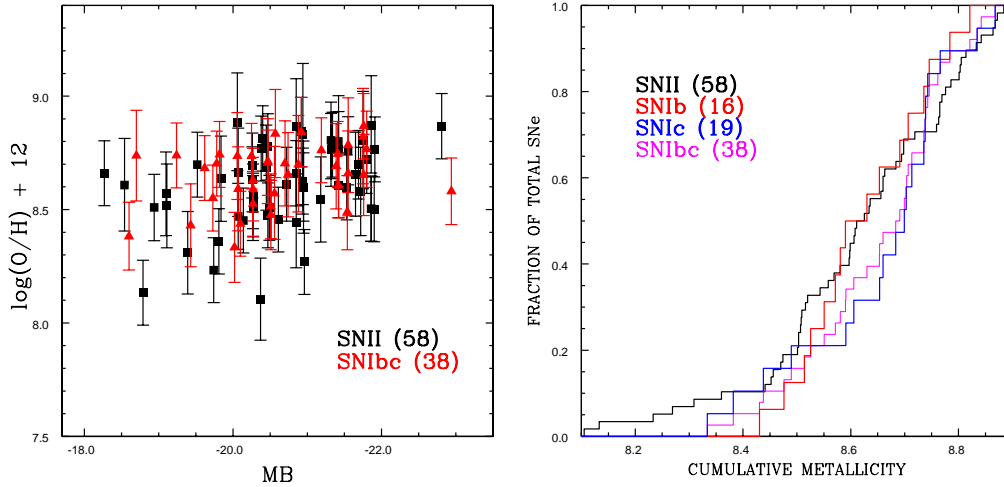 9.0
8.5
8.0
7.5
log(O/H) + 12
-18.0
-20.0
-22.0
MB
SNII (58)
SNIbc (38)
1.0
0.8
0.6
0.4
0.2
0.0
FRACTION OF TOTAL SNe
SNII (58)
SNIb (16)
SNIc (19)
SNIbc (38)
8.2
8.4
8.6
8.8
CUMULATIVE METALLICITY